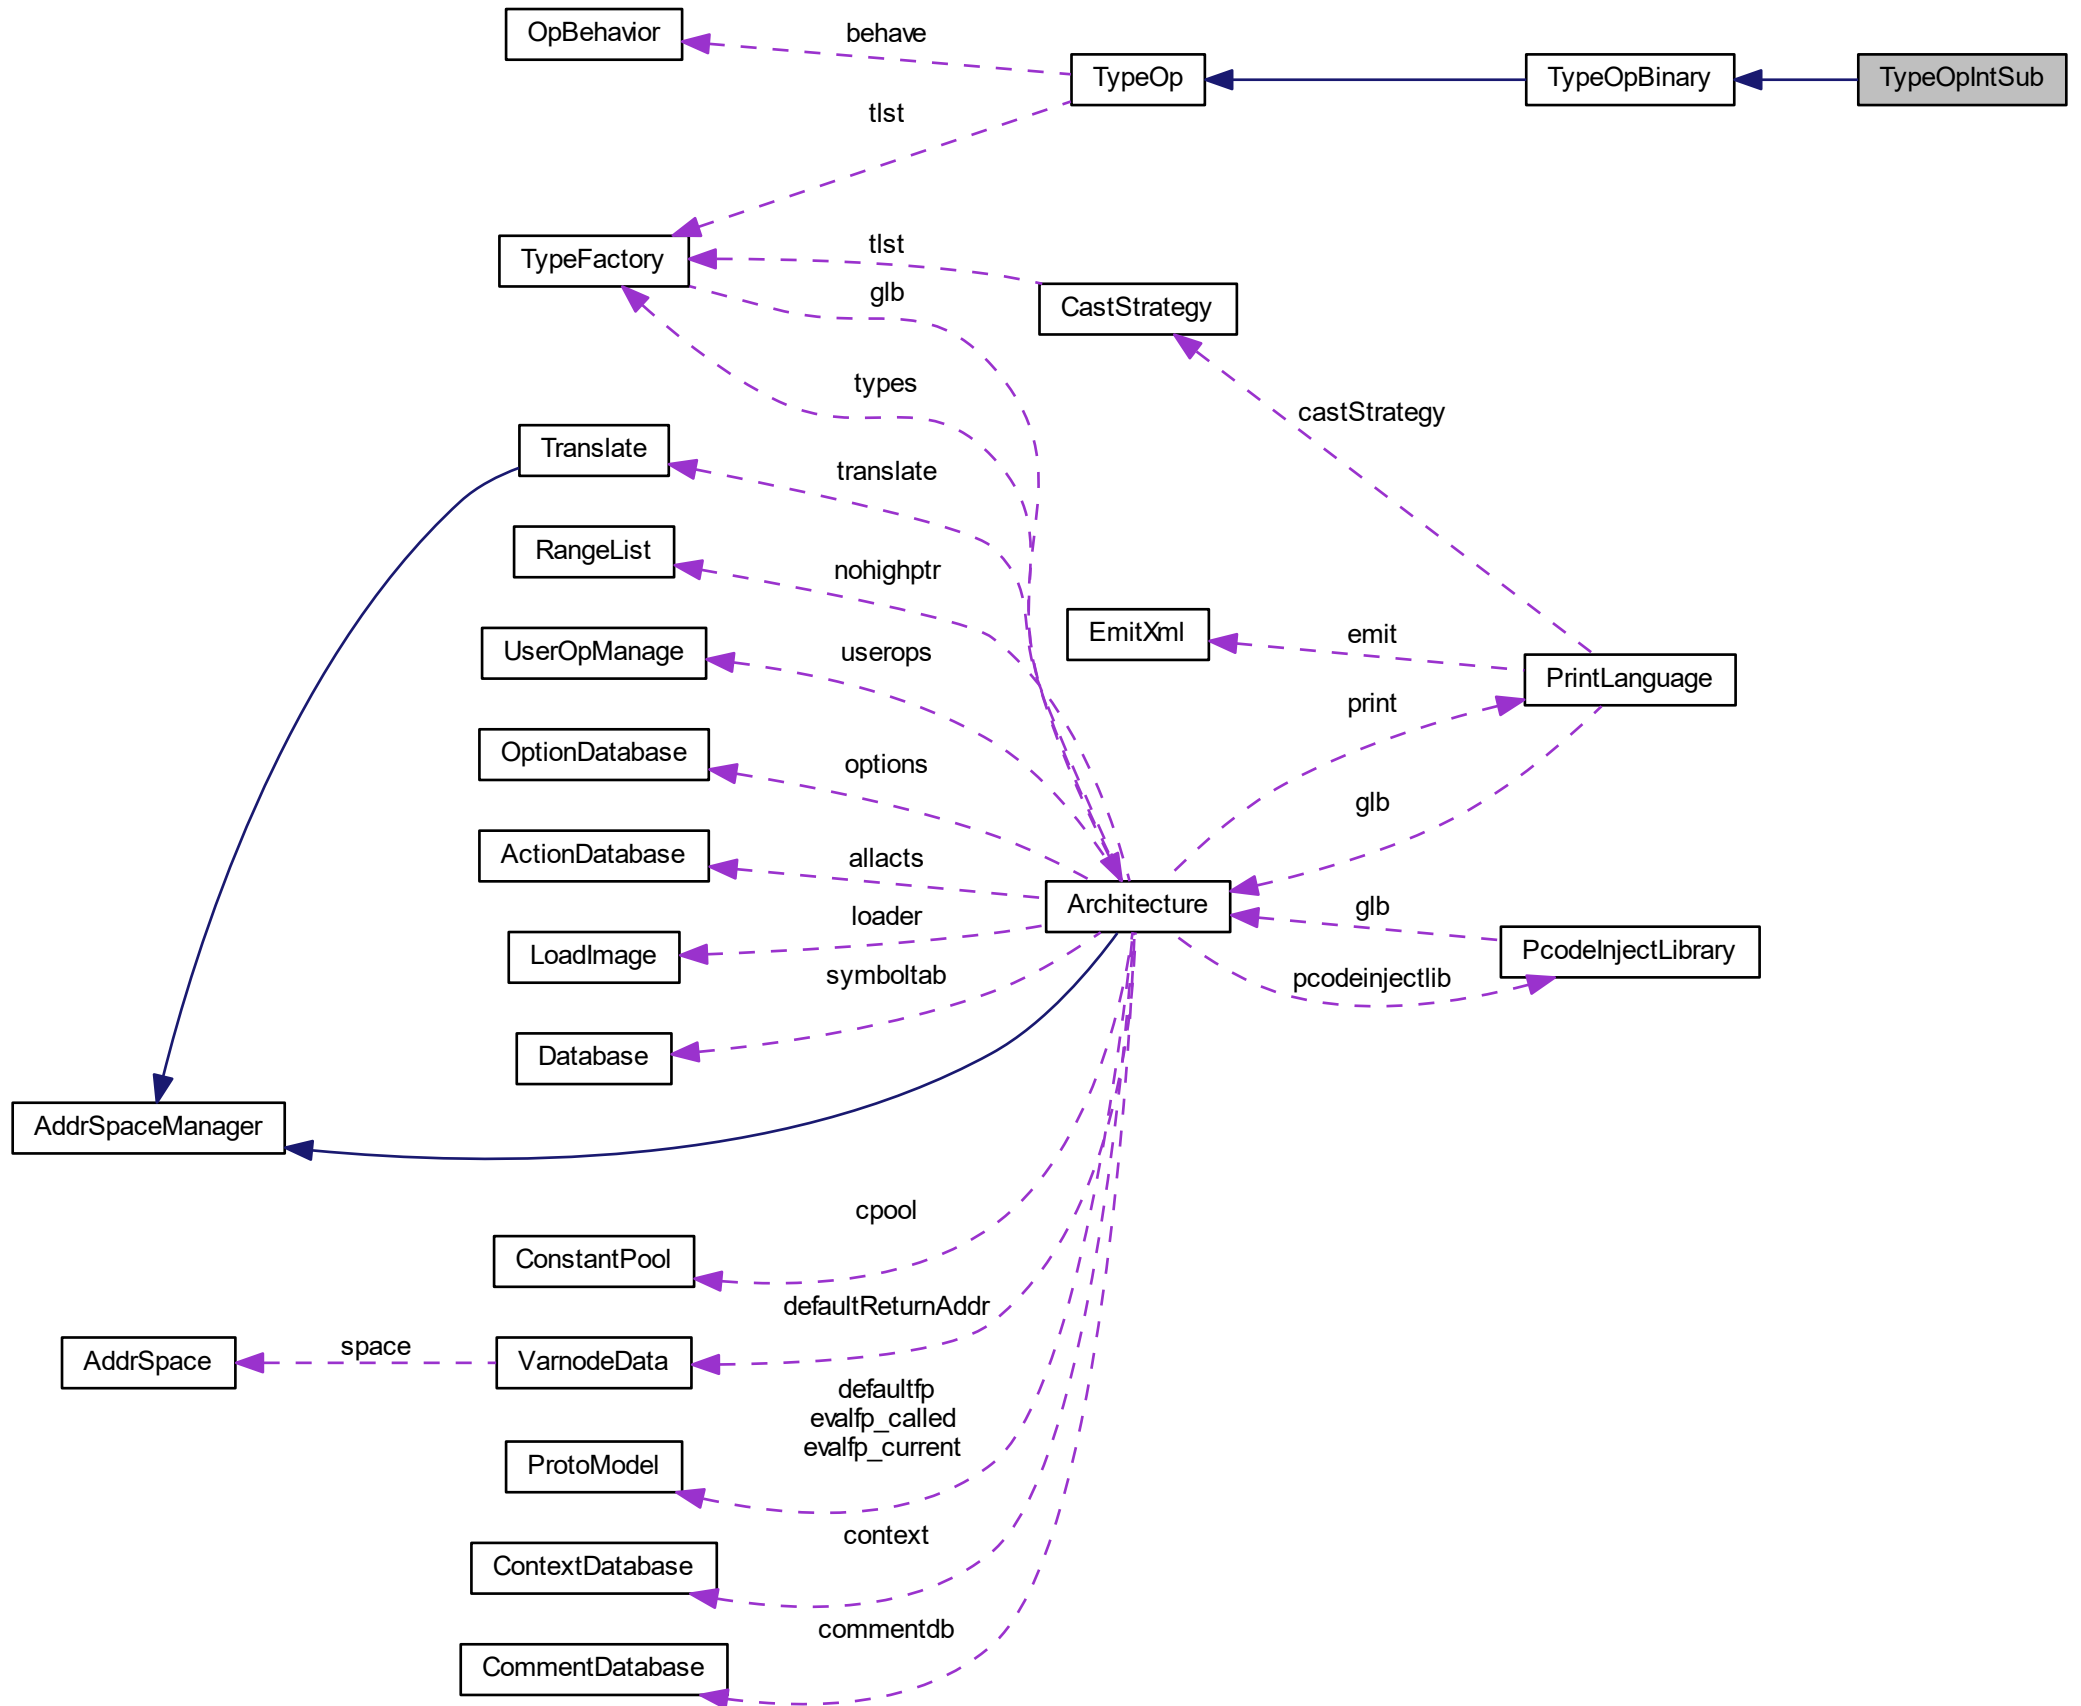 OpBehavior
behave
TypeOp
TypeOpBinary
TypeOpIntSub
tlst
TypeFactory
tlst
glb
CastStrategy
types
castStrategy
Translate
translate
RangeList
nohighptr
UserOpManage
userops
EmitXml
emit
PrintLanguage
print
OptionDatabase
options
glb
ActionDatabase
allacts
Architecture
glb
LoadImage
loader
PcodeInjectLibrary
symboltab
pcodeinjectlib
Database
AddrSpaceManager
cpool
ConstantPool
defaultReturnAddr
AddrSpace
space
VarnodeData
defaultfp
evalfp_called
evalfp_current
ProtoModel
context
ContextDatabase
commentdb
CommentDatabase